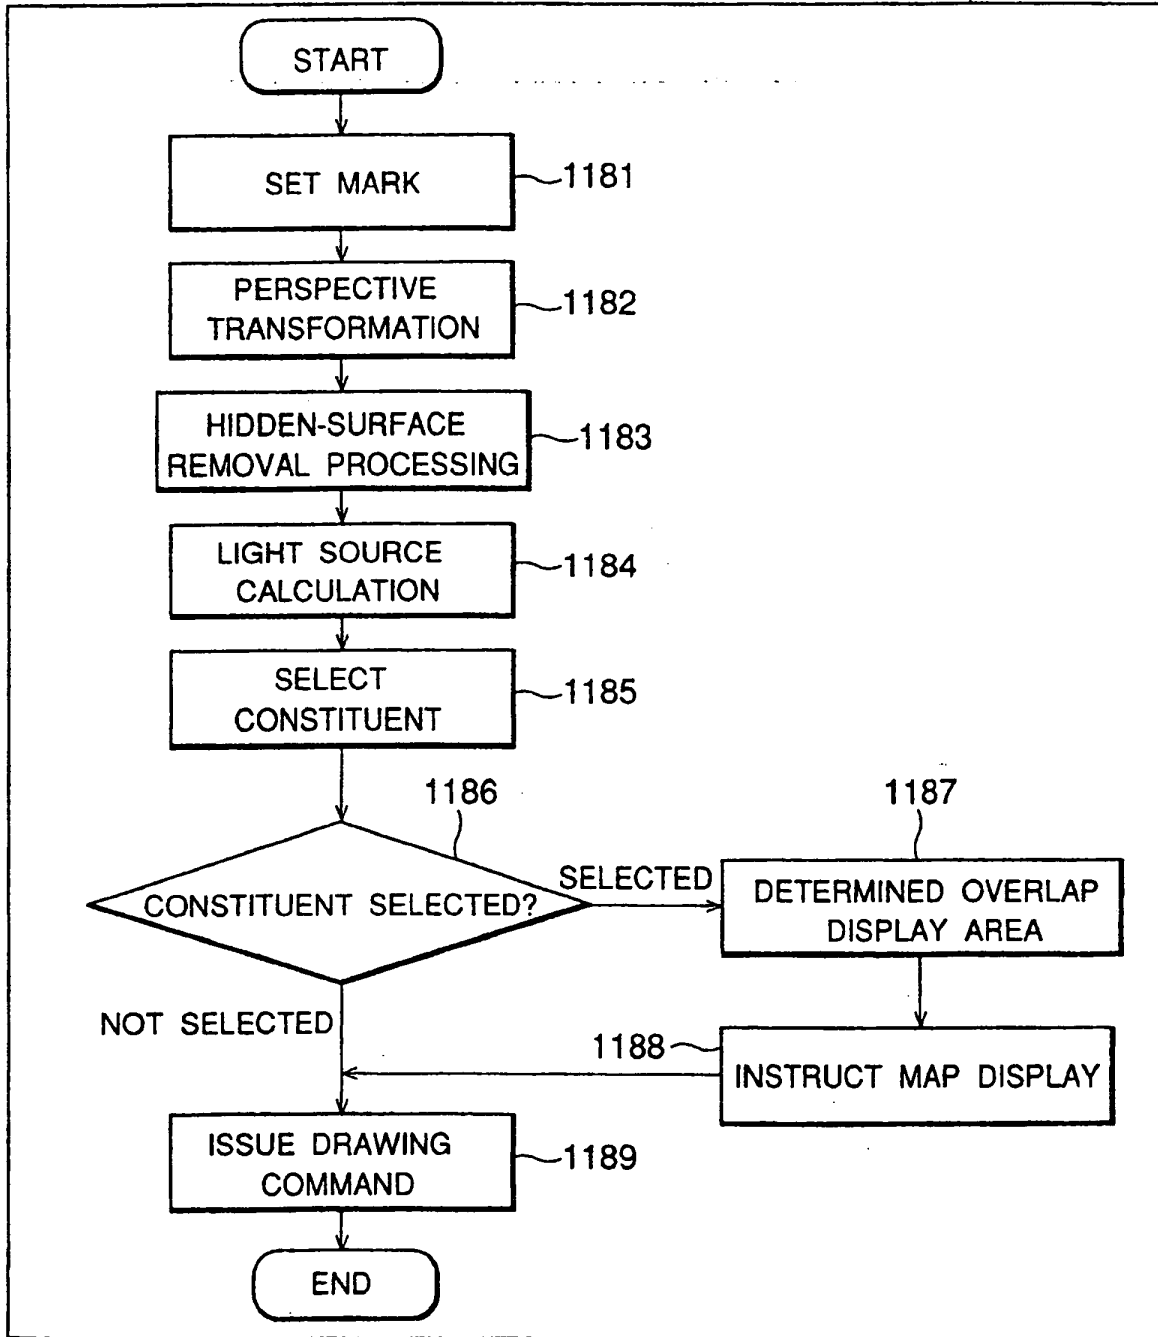 START
SET MARK
1181
PERSPECTIVE
TRANSFORMATION
1182
HIDDEN-SURFACE
REMOVAL PROCESSING
1183
LIGHT SOURCE
CALCULATION
1184
SELECT
CONSTITUENT
1185
1186
CONSTITUENT SELECTED?
SELECTED
1187
DETERMINED OVERLAP
DISPLAY AREA
NOT SELECTED
1188
INSTRUCT MAP DISPLAY
ISSUE DRAWING
COMMAND
1189
END